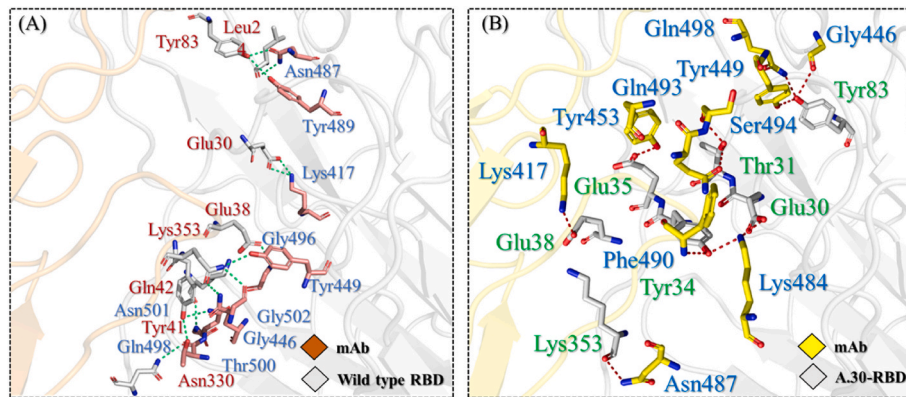 (A)
Leu2
4
Tyr83
Asn487
Tyr489
Glu30
Lys417
Glu38
Lys353
Gly496
Gln42
Tyr449
Asn501
Gly502
Tyr41
Gly446
Gln498
Thr500
Asn330
mAb
Wild type RBD
(B)
Gln498
Gly446
Tyr449
Gln493
Tyr83
Tyr453
Ser494
Lys417
Thr31
Glu35
Glu30
Glu38
Phe490
Lys484
Tyr34
Lys353
Asn487
mAb
A.30-RBD